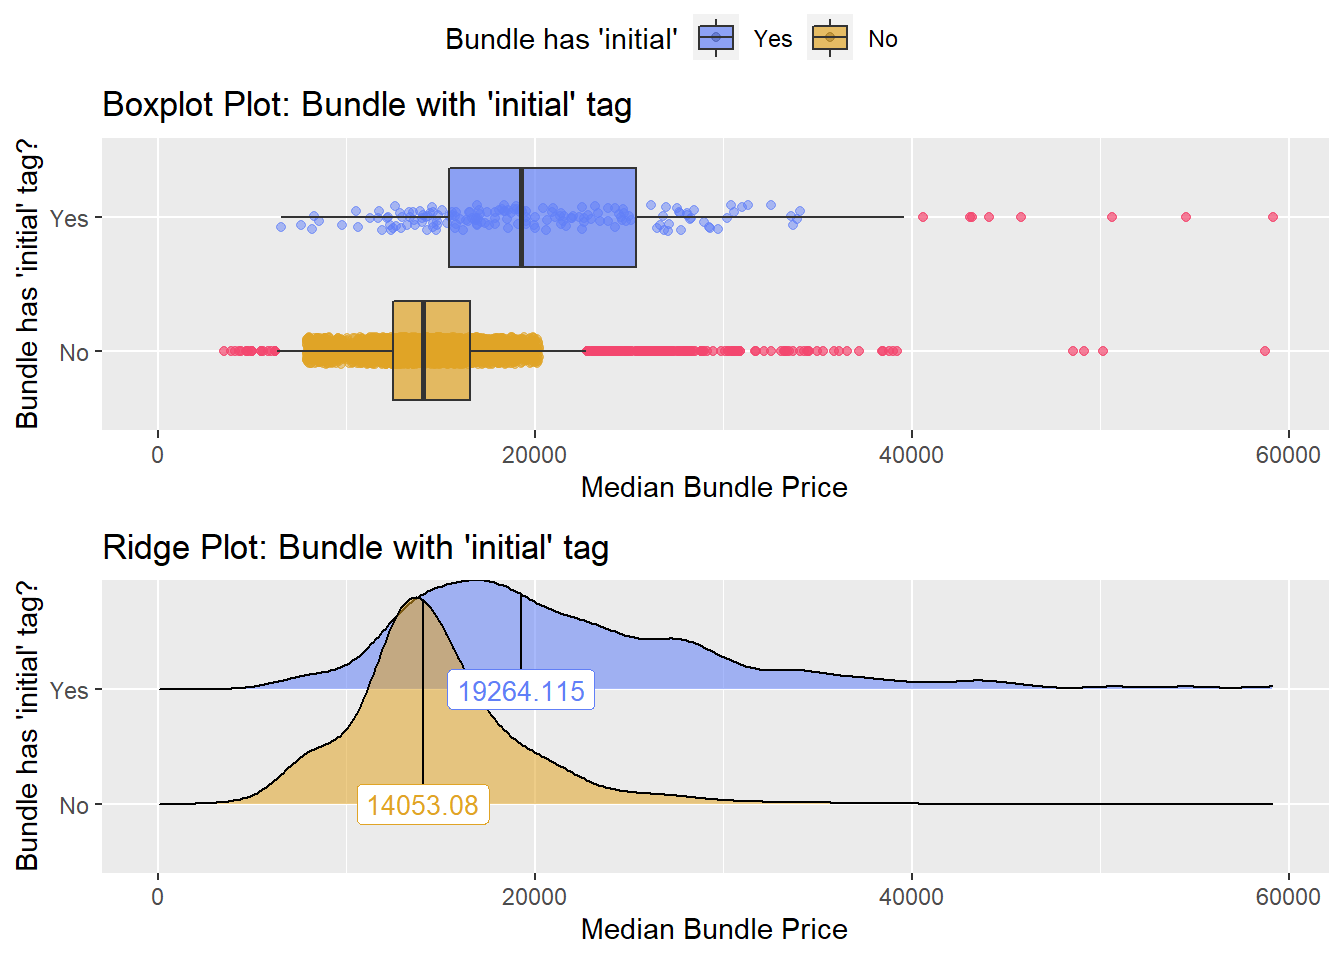 Bundle has 'initial' Yes No
Boxplot Plot: Bundle with 'initial' tag
Bundle has 'initial' tag?
Yes
No
0 20000 40000 60000
Median Bundle Price
Ridge Plot: Bundle with 'initial' tag
Bundle has 'initial' tag?
Yes
19264.115
No
14053.08
0 20000 40000 60000
Median Bundle Price